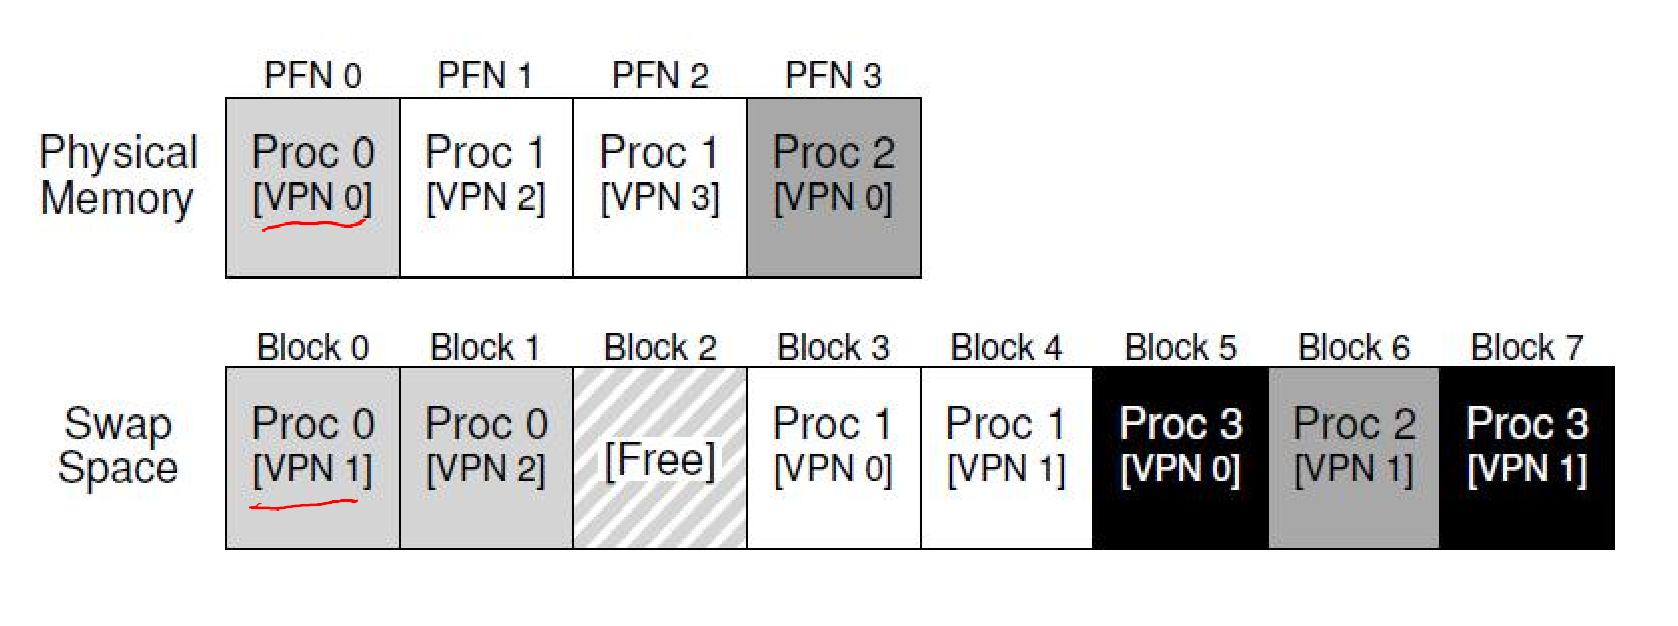 PFN 0 PFN 1 PFN 2 PFN 3
Physical Memory
Proc 0 Proc 1 Proc 1 Proc 2
[VPN 0] [VPN 2] [VPN 3] [VPN 0]
Block 0 Block 1 Block 2 Block 3 Block 4 Block 5 Block 6 Block 7
Swap Space
Proc 0 Proc 0 [Free] Proc 1 Proc 1 Proc 3 Proc 2 Proc 3
[VPN 1] [VPN 2] [VPN 0] [VPN 1] [VPN 0] [VPN 1] [VPN 1]